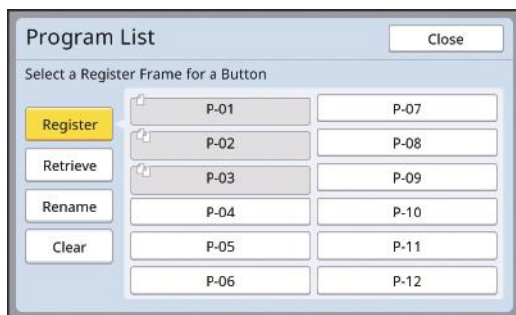 Program List
Close
Select a Register Frame for a Button
Register
Retrieve
Rename
Clear
P-01
P-02
P-03
P-04
P-05
P-06
P-07
P-08
P-09
P-10
P-11
P-12